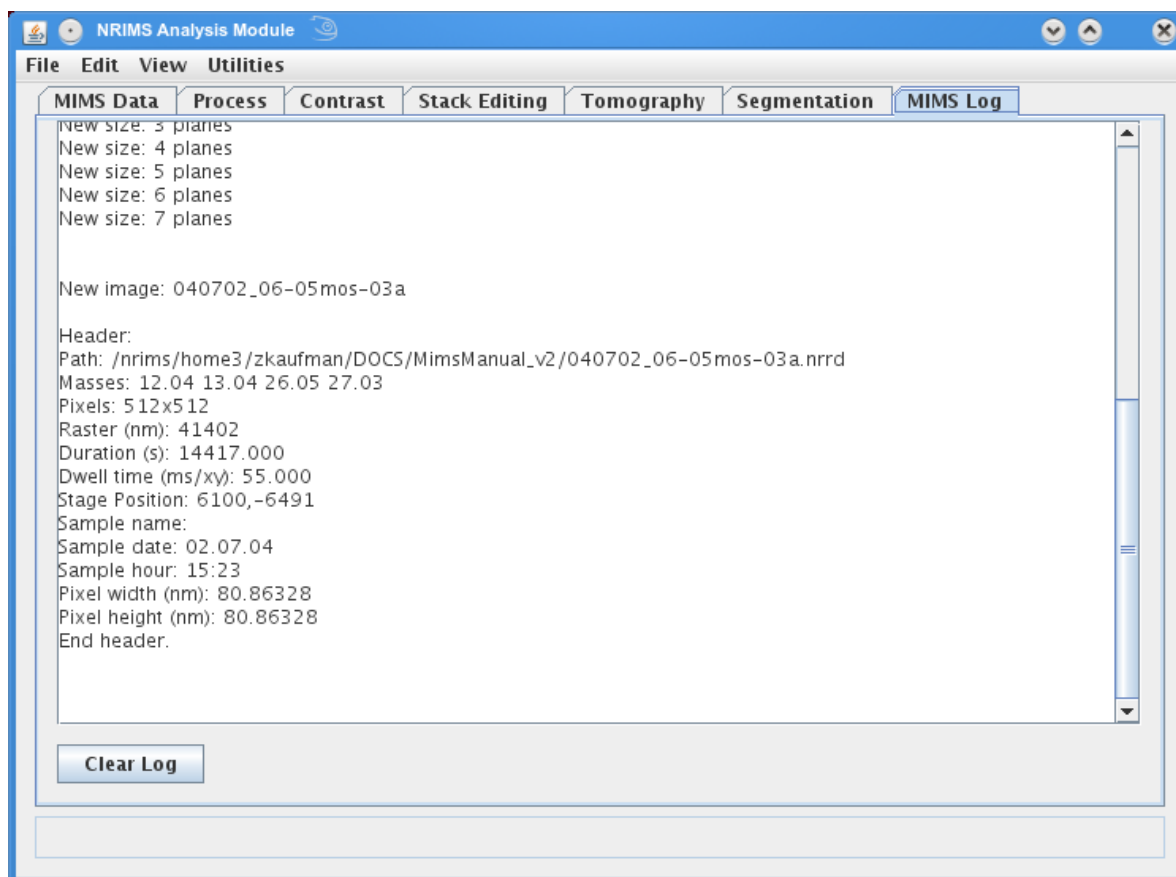 NRIMS Analysis Module
File Edit View Utilities
MIMS Data Process Contrast Stack Editing Tomography Segmentation MIMS Log
New size: 3 planes
New size: 4 planes
New size: 5 planes
New size: 6 planes
New size: 7 planes
New image: 040702_06-05mos-03a
Header:
Path: /nrims/home3/zkaufman/DOCS/MimsManual_v2/040702_06-05mos-03a.nrrd
Masses: 12.04 13.04 26.05 27.03
Pixels: 512x512
Raster (nm): 41402
Duration (s): 14417.000
Dwell time (ms/xy): 55.000
Stage Position: 6100,-6491
Sample name:
Sample date: 02.07.04
Sample hour: 15:23
Pixel width (nm): 80.86328
Pixel height (nm): 80.86328
End header.
Clear Log